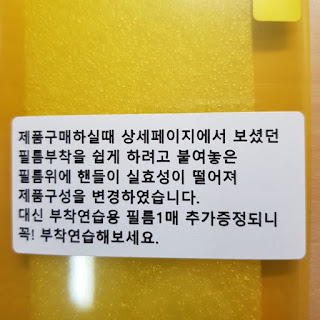 제품구매하실때 상세페이지에서 보셨던
필름부착을 쉽게 하려고 붙여놓은
필름위에 핸들이 실효성이 떨어져
제품구성을 변경하였습니다.
대신 부착연습용 필름1매 추가증정되니
꼭! 부착연습해보세요.